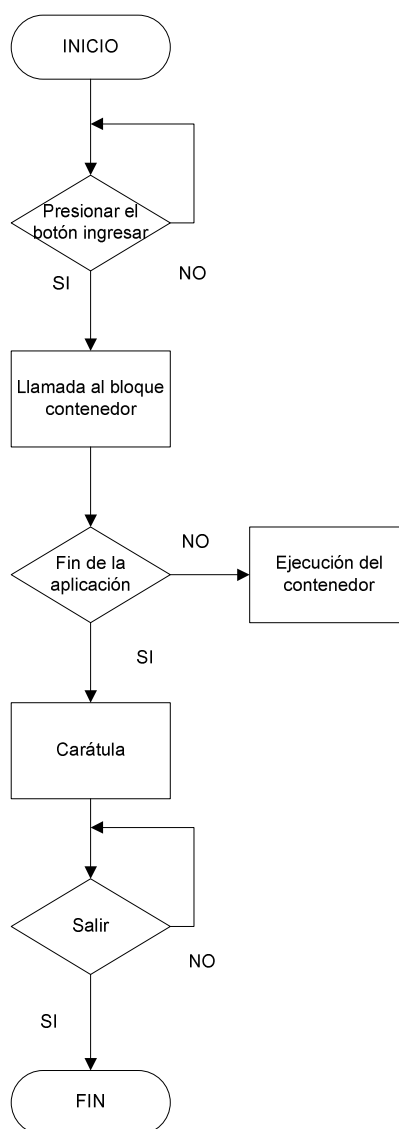 INICIO
Presionar el
botón ingresar
SI
NO
Llamada al bloque
contenedor
Fin de la
aplicación
NO
Ejecución del
contenedor
SI
Carátula
Salir
NO
SI
FIN